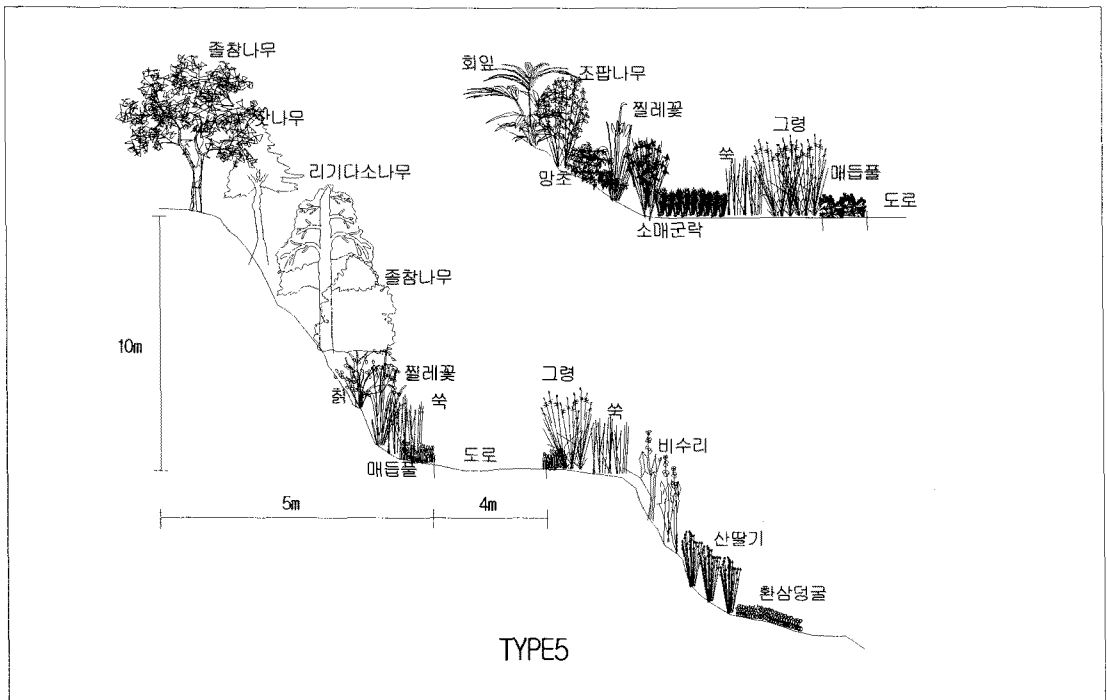 졸참나무
회잎
조팝나무
찔레꽃
그령
쑥
매듭풀
도로
망초
소매군락
잣나무
리기다소나무
졸참나무
10m
칡
찔레꽃
쑥
매듭풀
도로
그령
쑥
비수리
5m
4m
산딸기
환삼덩굴
TYPE5